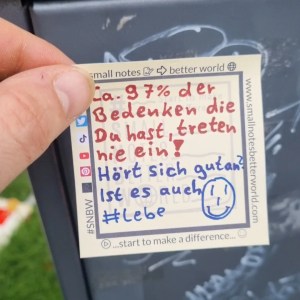 small notes → better world
Ca. 97% der
Bedenken die
Du hast, treten
nie ein!
Hört sich gut an?
Ist es auch
#Lebe
...start to make a difference...
#SNBW
www.smallnotesbetterworld.com